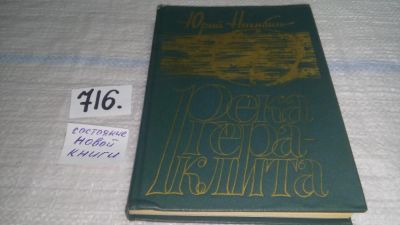 Юрий Нагибин
Река
Гера-
клита
716.
состояние
новой
книги